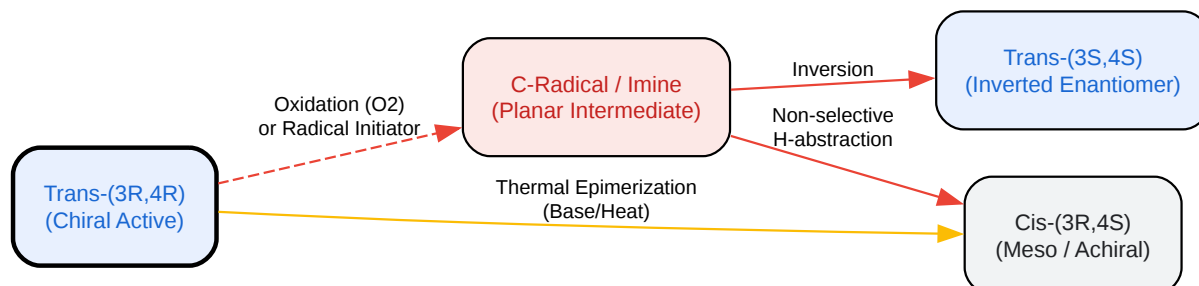 Trans-(3R,4R)
(Chiral Active)
Oxidation (O2)
or Radical Initiator
C-Radical / Imine
(Planar Intermediate)
Inversion
Trans-(3S,4S)
(Inverted Enantiomer)
Non-selective
H-abstraction
Thermal Epimerization
(Base/Heat)
Cis-(3R,4S)
(Meso / Achiral)